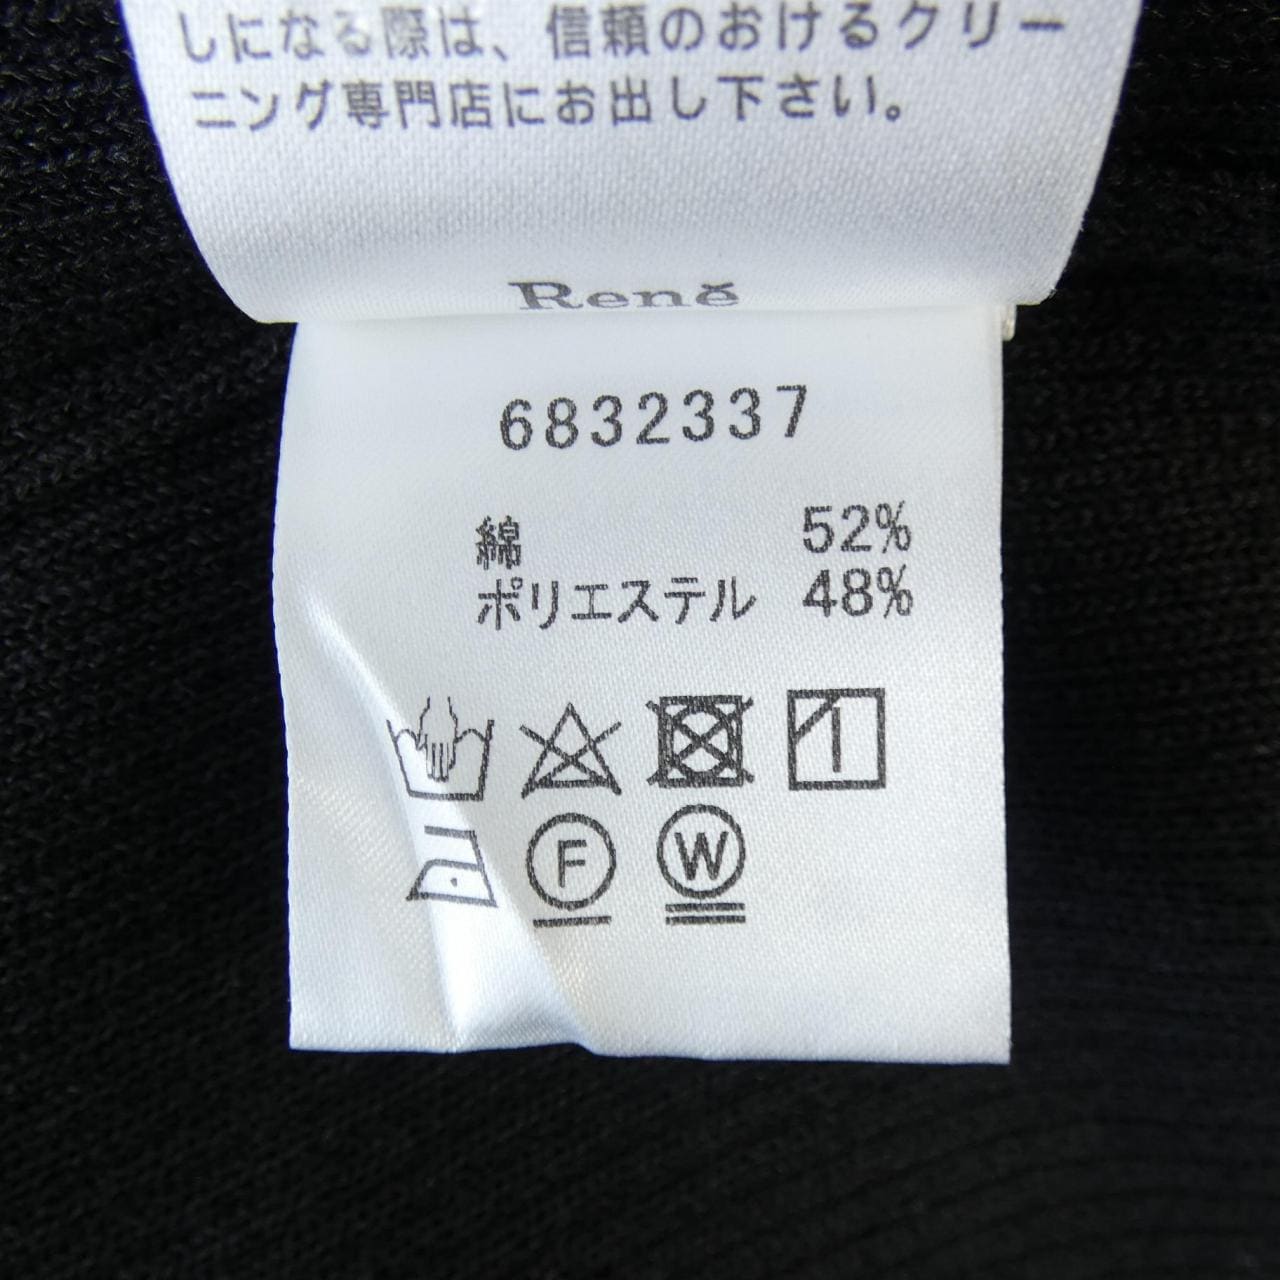 しになる際は、信頼のおけるクリー
ニング専門店にお出し下さい。
René
6832337
綿 52%
ポリエステル 48%
F W